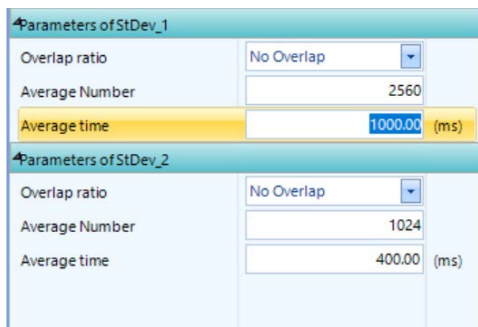 Parameters of StDev_1
Overlap ratio No Overlap
Average Number 2560
Average time 1000.00 (ms)
Parameters of StDev_2
Overlap ratio No Overlap
Average Number 1024
Average time 400.00 (ms)